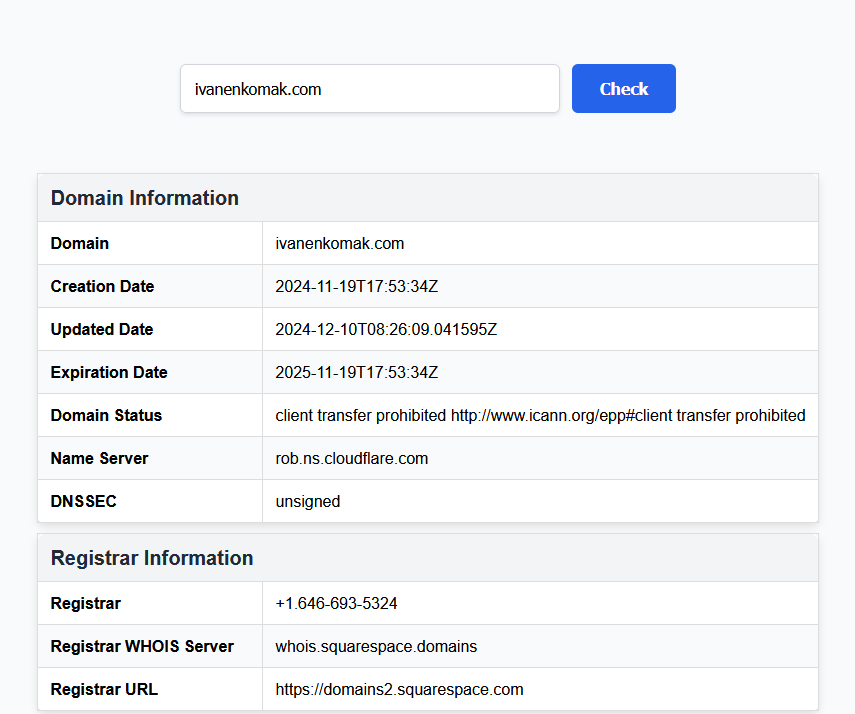 ivanenkomak.com
Check
Domain Information
Domain ivanenkomak.com
Creation Date 2024-11-19T17:53:34Z
Updated Date 2024-12-10T08:26:09.041595Z
Expiration Date 2025-11-19T17:53:34Z
Domain Status client transfer prohibited http://www.icann.org/epp#client transfer prohibited
Name Server rob.ns.cloudflare.com
DNSSEC unsigned
Registrar Information
Registrar +1.646-693-5324
Registrar WHOIS Server whois.squarespace.domains
Registrar URL https://domains2.squarespace.com